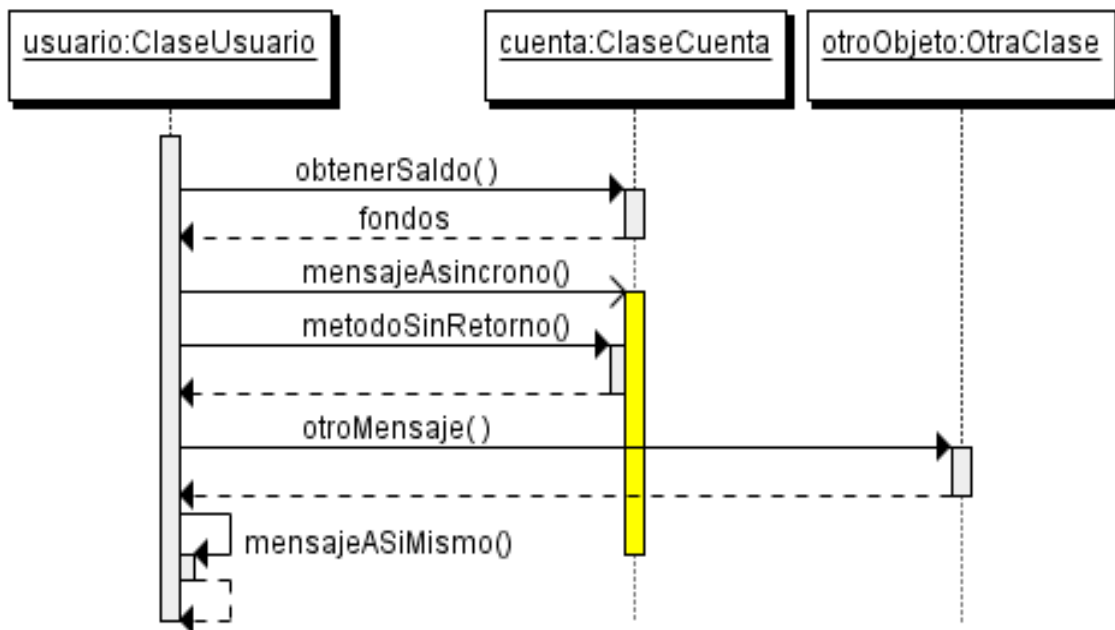 usuario:ClaseUsuario
cuenta:ClaseCuenta
otroObjeto:OtraClase
obtenerSaldo( )
fondos
mensajeAsincrono()
metodoSinRetorno()
otroMensaje( )
mensajeASiMismo()